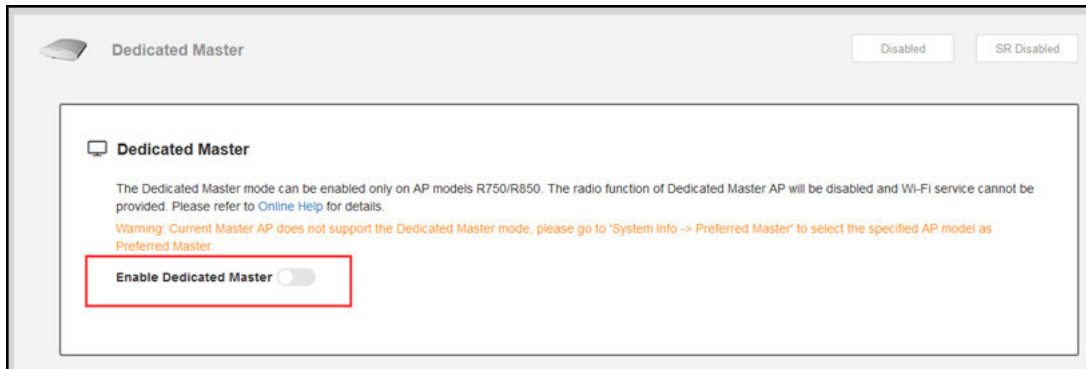 Dedicated Master
Disabled
SR Disabled
Dedicated Master
The Dedicated Master mode can be enabled only on AP models R750/R850. The radio function of Dedicated Master AP will be disabled and Wi-Fi service cannot be
provided. Please refer to Online Help for details.
Warning: Current Master AP does not support the Dedicated Master mode, please go to 'System Info -> Preferred Master' to select the specified AP model as
Preferred Master.
Enable Dedicated Master